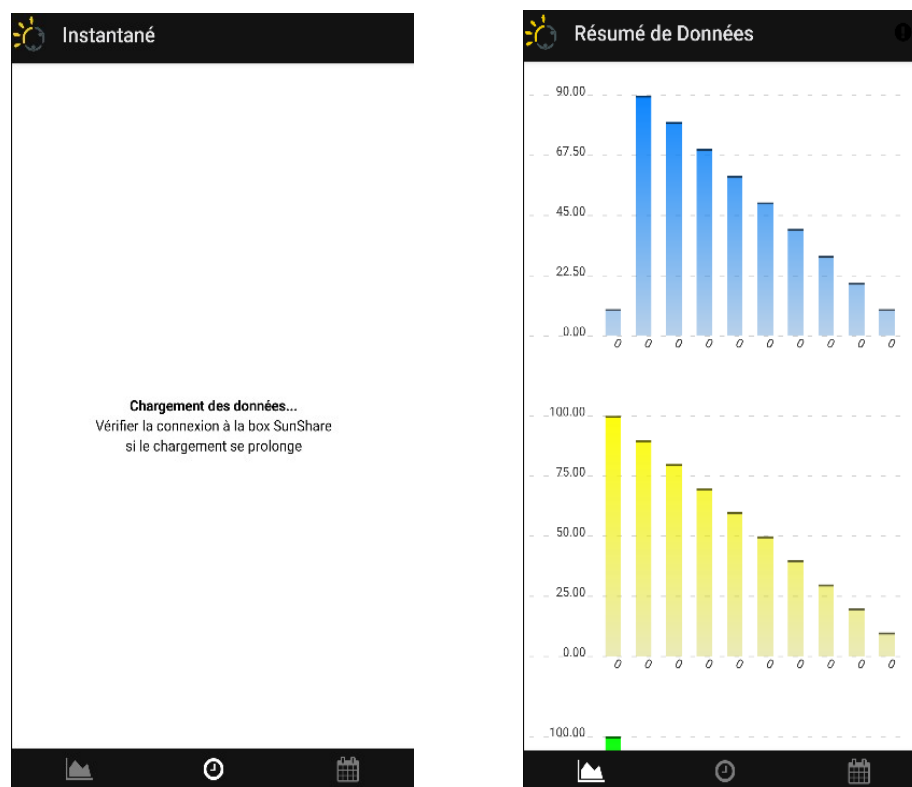 Instantané
Chargement des données...
Vérifier la connexion à la box SunShare
si le chargement se prolonge
Résumé de Données
90.00
67.50
45.00
22.50
0.00
0 0 0 0 0 0 0 0 0 0
100.00
75.00
50.00
25.00
0.00
0 0 0 0 0 0 0 0 0 0
100.00